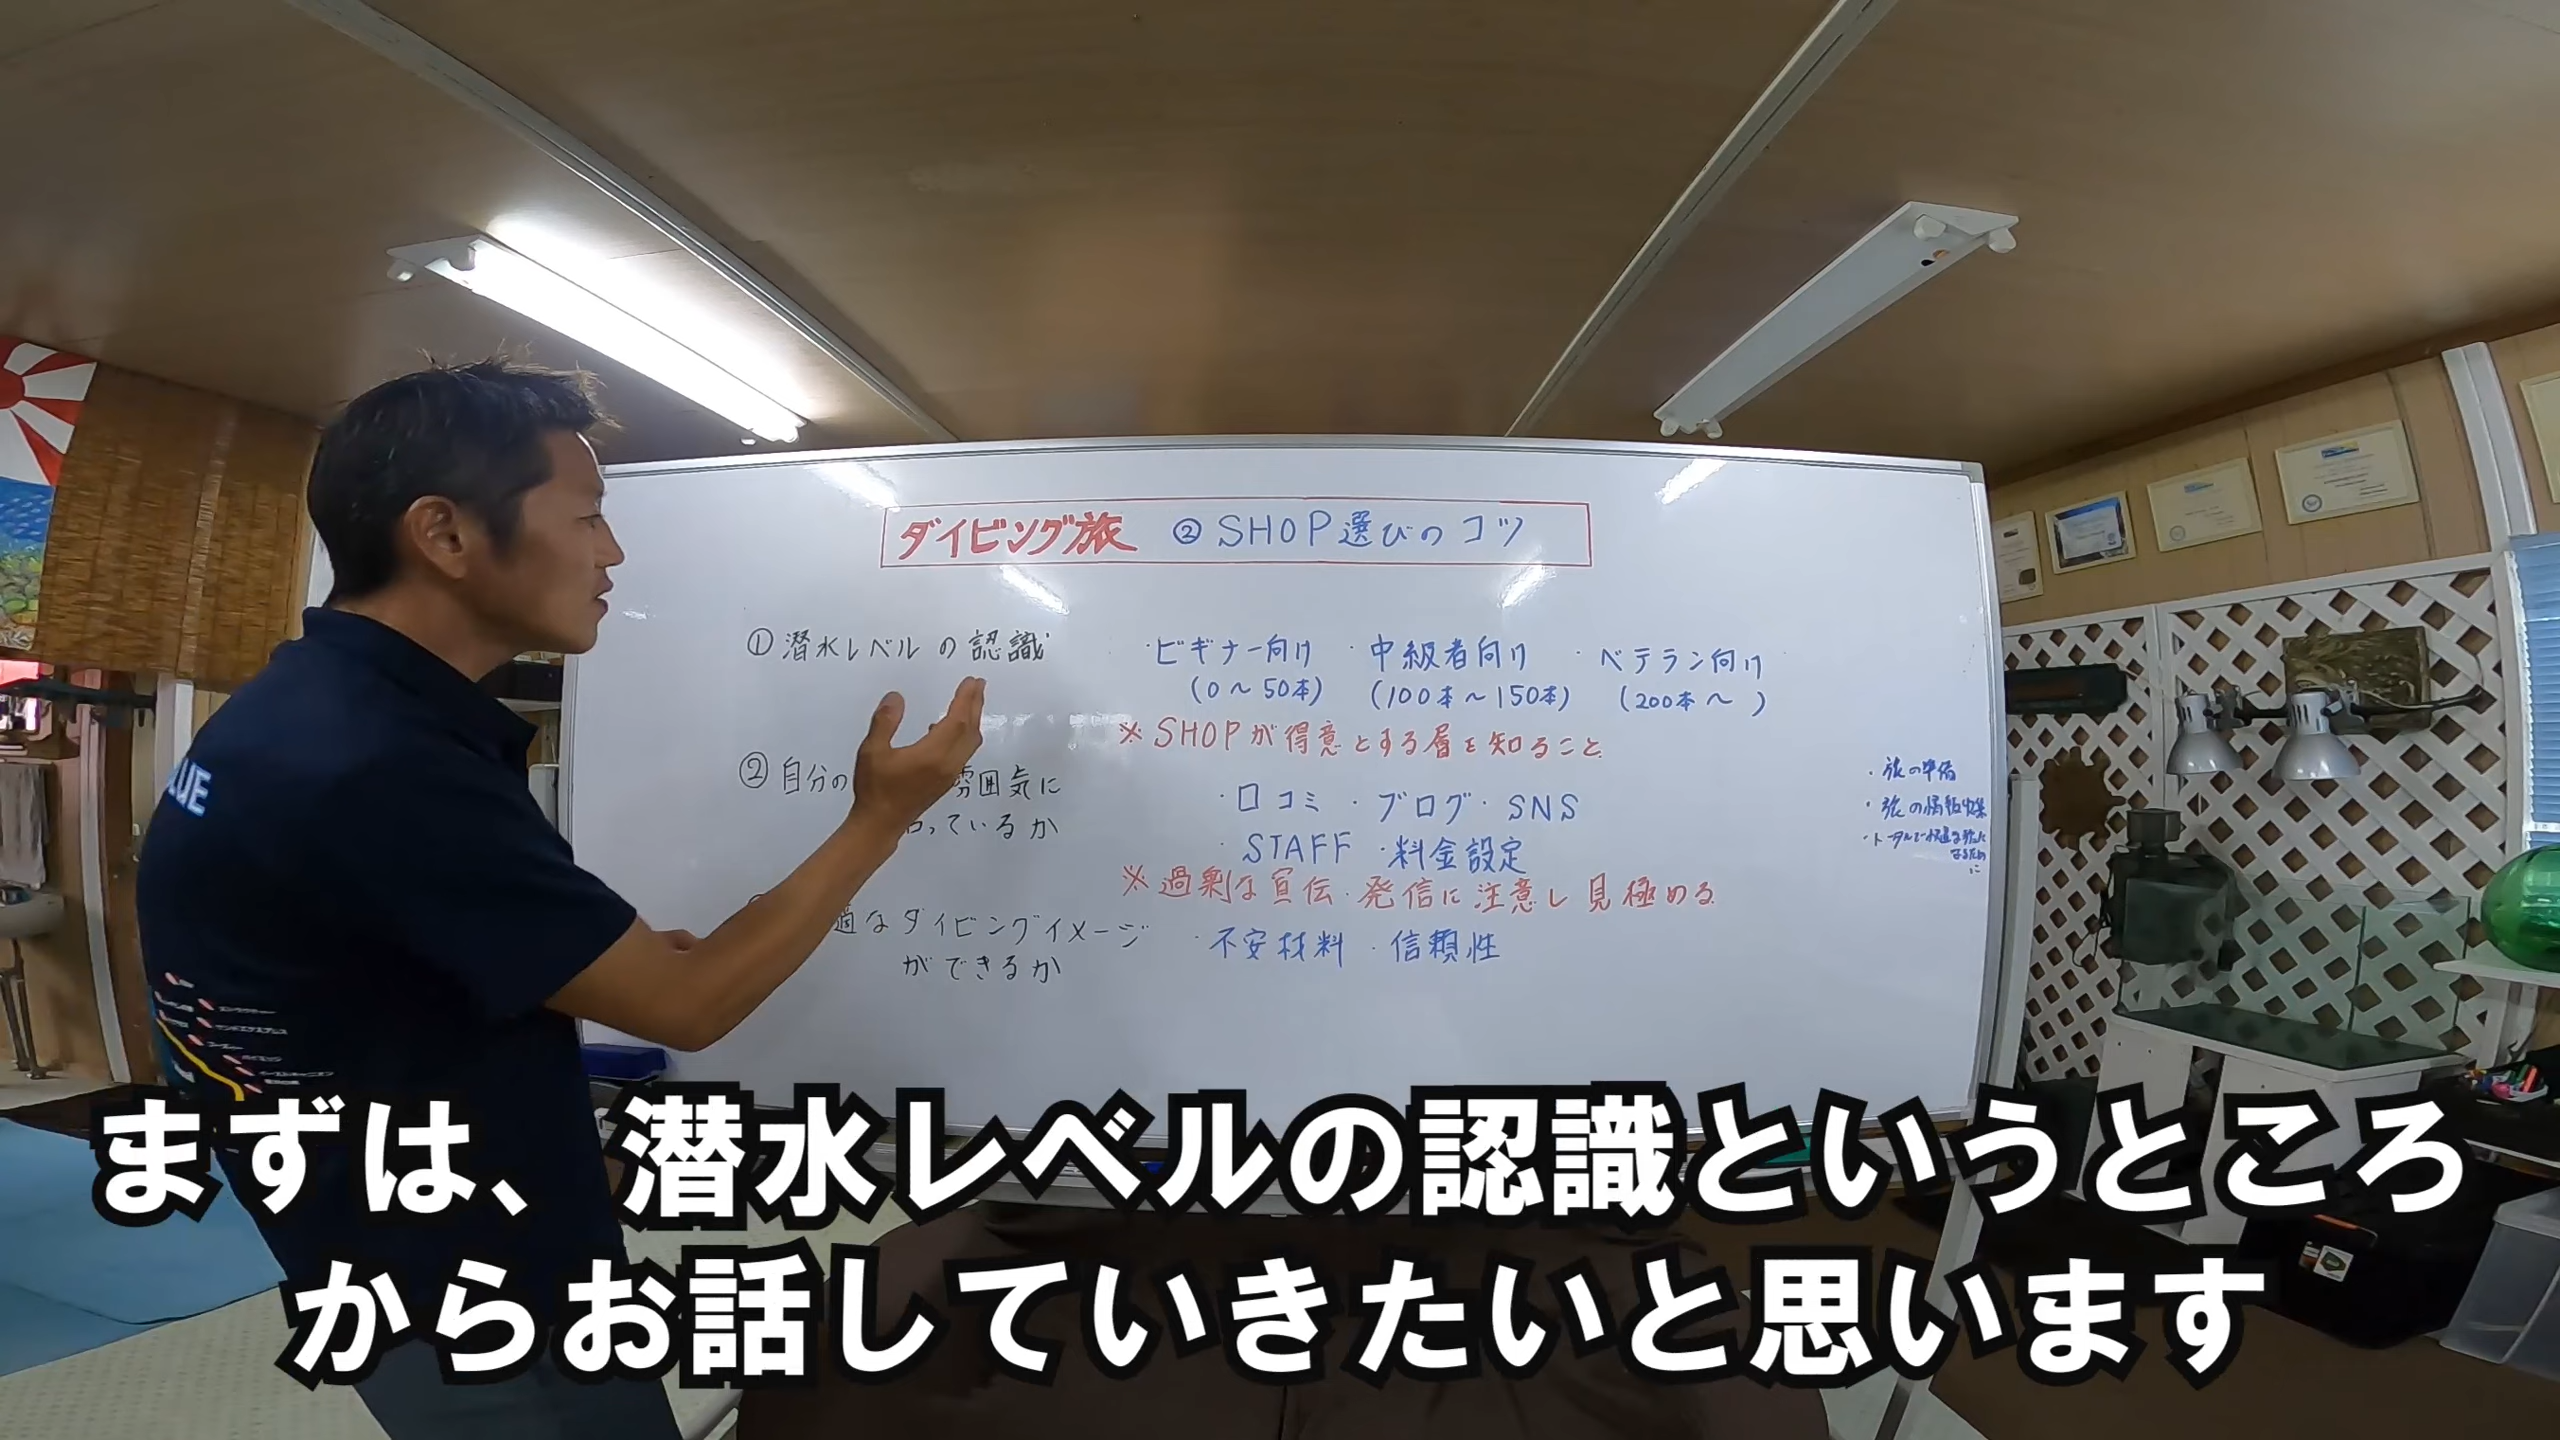 ダイビング旅 ② SHOP選びのコツ
① 潜水レベルの認識
・ビギナー向け ・中級者向け ・ベテラン向け
(0～50本) (100本～150本) (200本～ )
※SHOPが得意とする層を知ること
② 自分の 雰囲気に
っているか
・口コミ ・ブログ ・SNS
・STAFF ・料金設定
※過剰な宣伝・発信に注意し見極める
適なダイビングイメージ
ができるか
・不安材料 ・信頼性
・旅の準備
・旅の情報収集
LUE
まずは、潜水レベルの認識というところ
からお話していきたいと思います